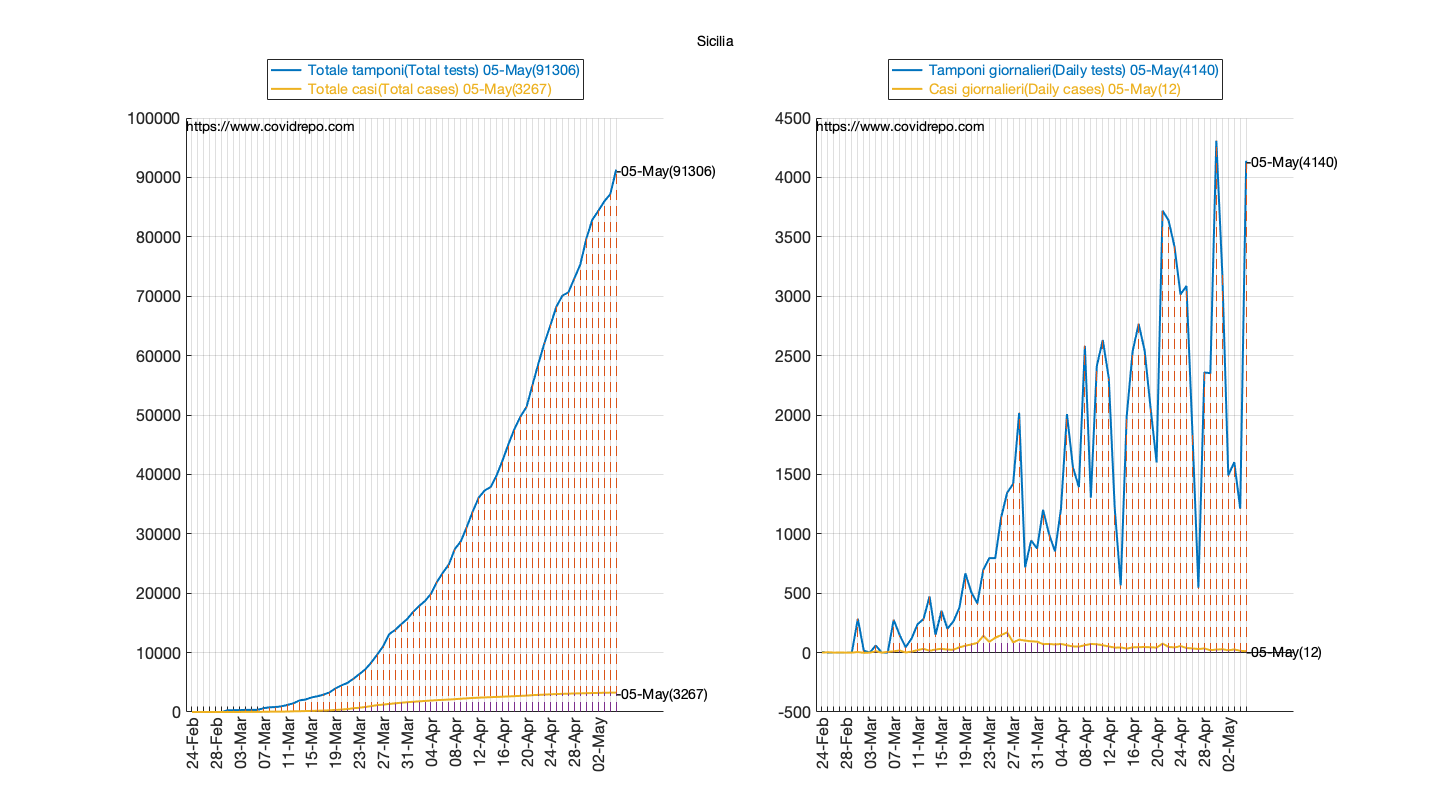 Sicilia
Totale tamponi(Total tests) 05-May(91306)
Totale casi(Total cases) 05-May(3267)
https://www.covidrepo.com
100000
90000
80000
70000
60000
50000
40000
30000
20000
10000
0
05-May(91306)
05-May(3267)
24-Feb
28-Feb
03-Mar
07-Mar
11-Mar
15-Mar
19-Mar
23-Mar
27-Mar
31-Mar
04-Apr
08-Apr
12-Apr
16-Apr
20-Apr
24-Apr
28-Apr
02-May
Tamponi giornalieri(Daily tests) 05-May(4140)
Casi giornalieri(Daily cases) 05-May(12)
https://www.covidrepo.com
4500
4000
3500
3000
2500
2000
1500
1000
500
0
-500
05-May(4140)
05-May(12)
24-Feb
28-Feb
03-Mar
07-Mar
11-Mar
15-Mar
19-Mar
23-Mar
27-Mar
31-Mar
04-Apr
08-Apr
12-Apr
16-Apr
20-Apr
24-Apr
28-Apr
02-May